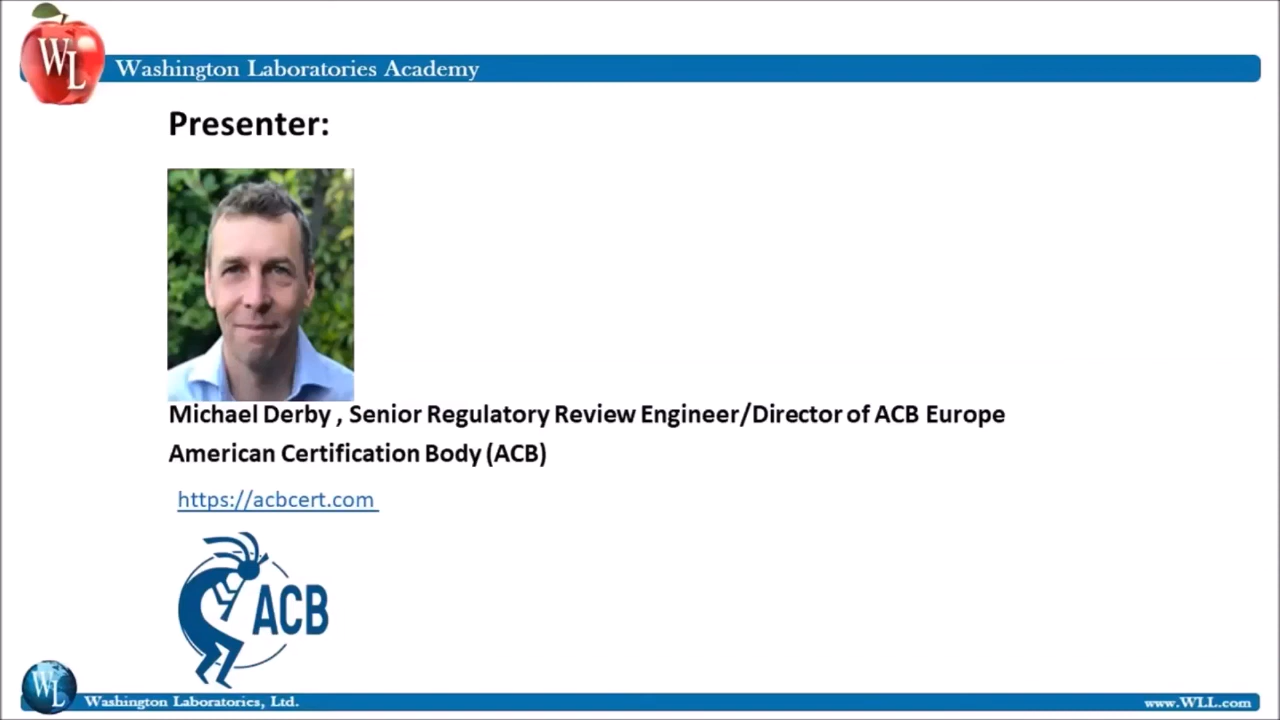 WL
Washington Laboratories Academy
Presenter:
Michael Derby , Senior Regulatory Review Engineer/Director of ACB Europe
American Certification Body (ACB)
https://acbcert.com
ACB
WL
Washington Laboratories, Ltd.
www.WLL.com